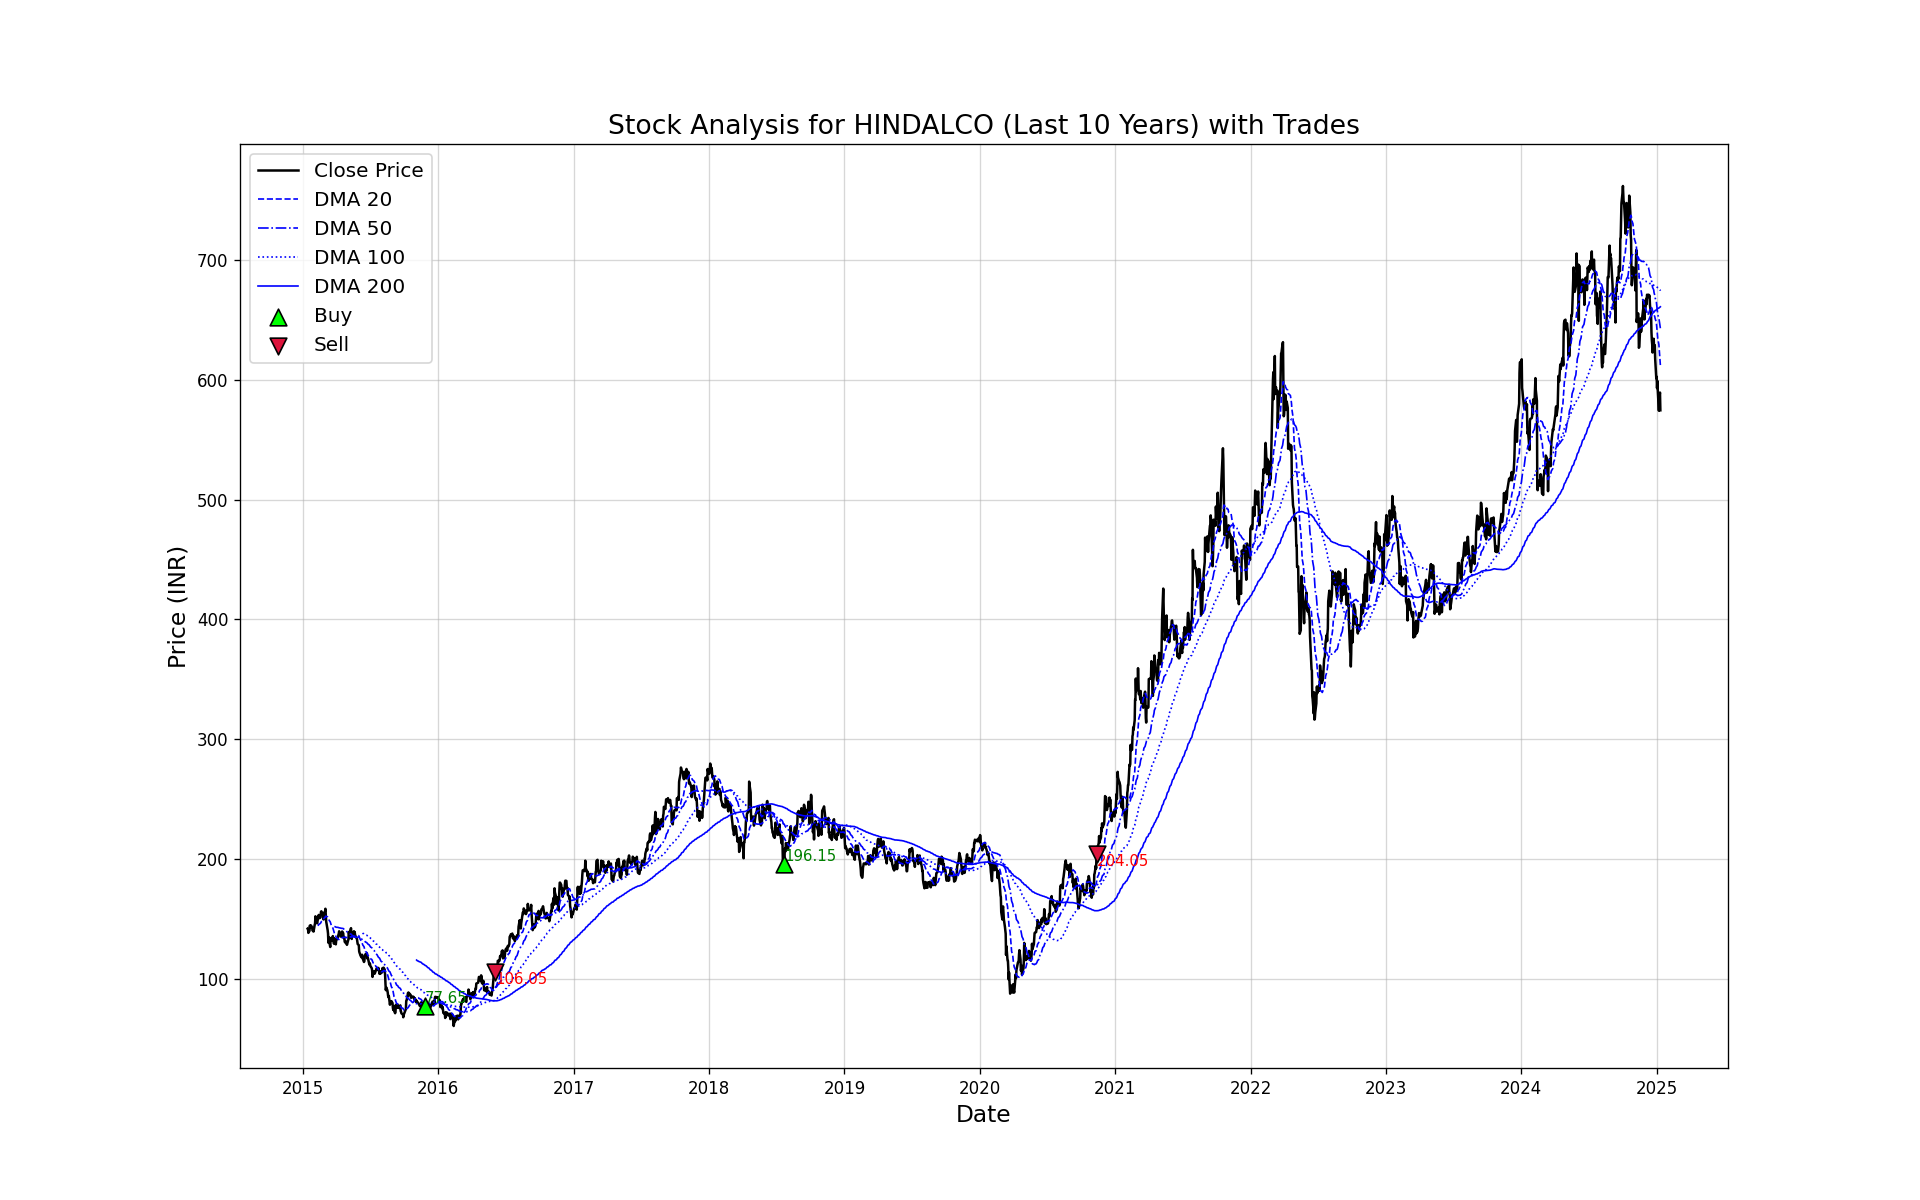 Stock Analysis for HINDALCO (Last 10 Years) with Trades
Close Price
DMA 20
DMA 50
DMA 100
DMA 200
Buy
Sell
Price (INR)
700
600
500
400
300
200
100
77.65
106.05
196.15
204.05
2015 2016 2017 2018 2019 2020 2021 2022 2023 2024 2025
Date